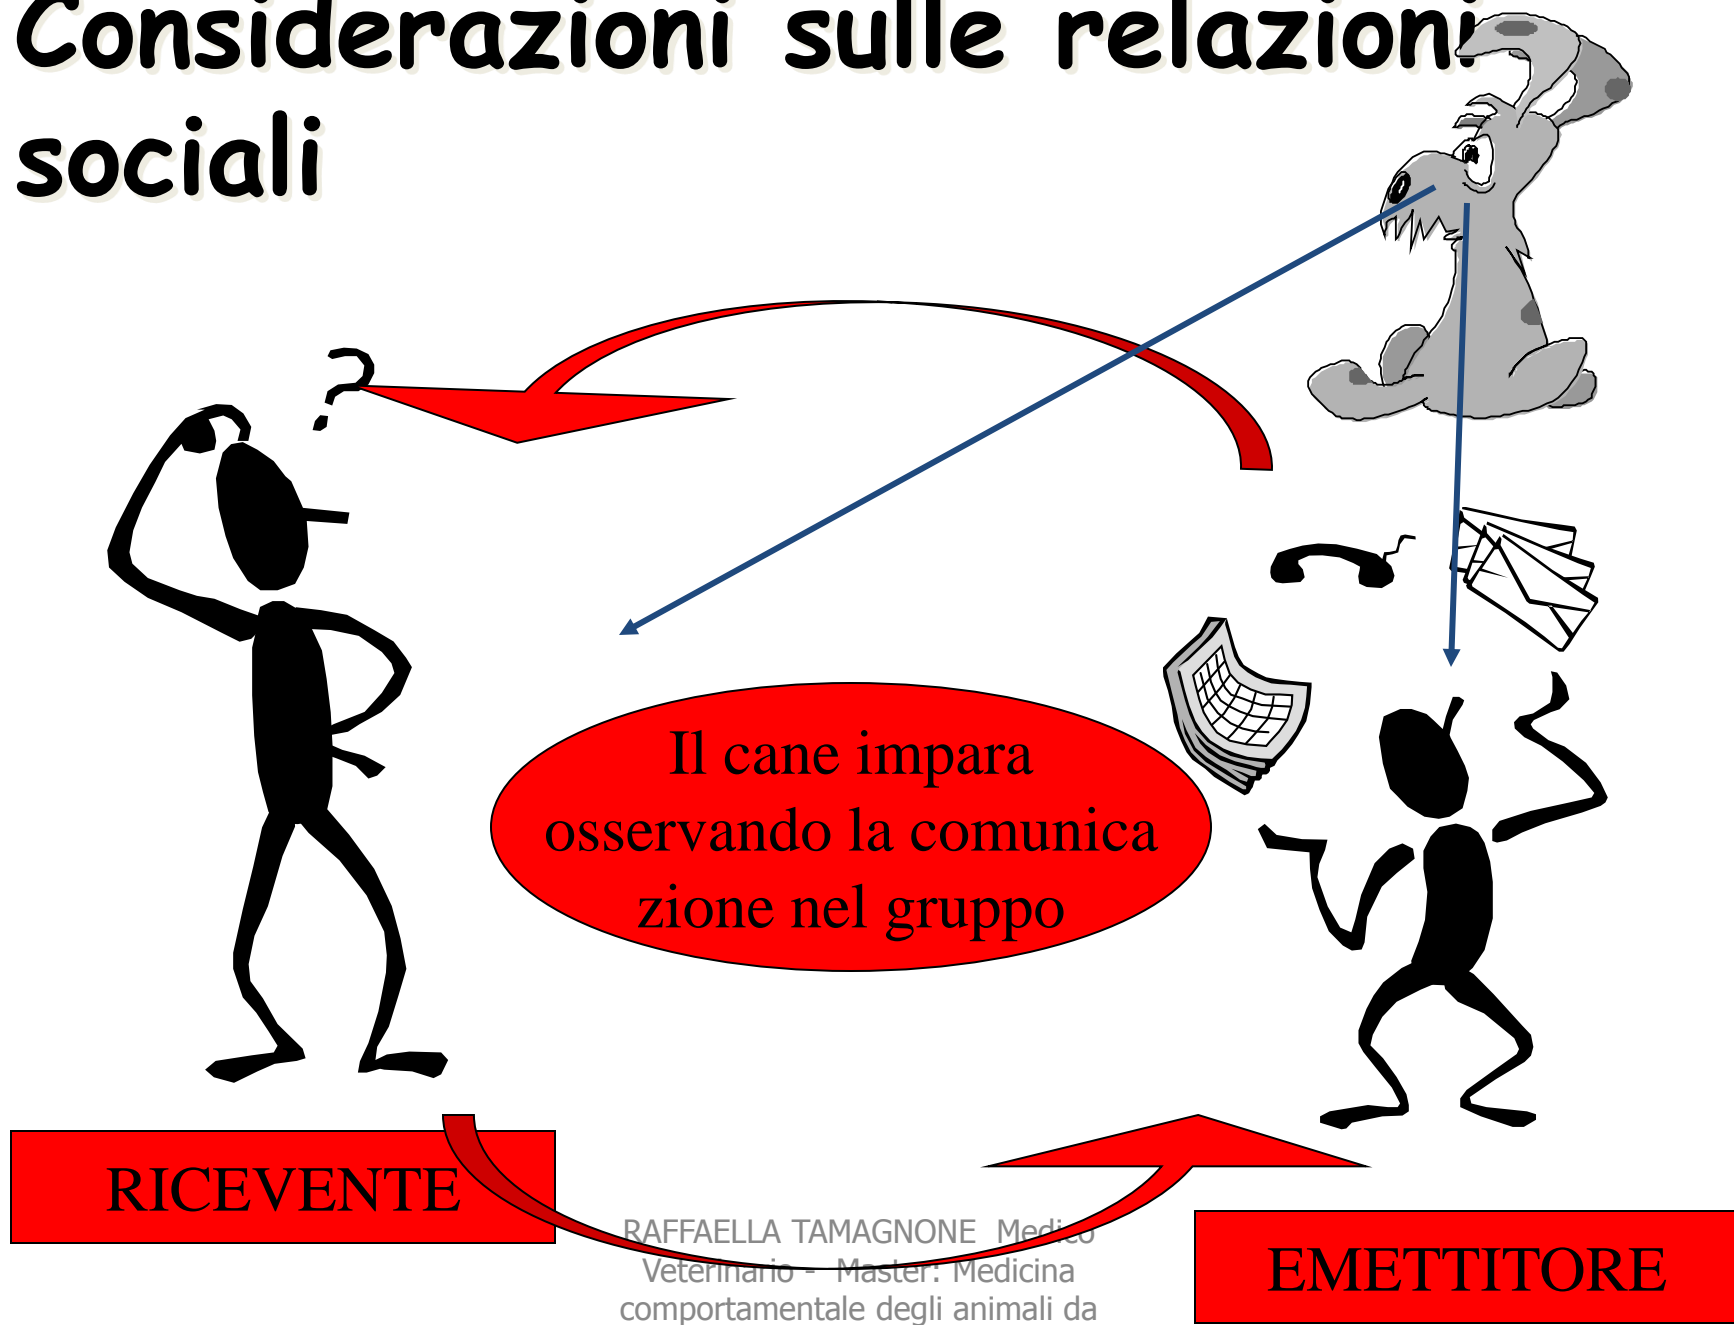 Considerazioni sulle relazioni
sociali
?
Il cane impara
osservando la comunica
zione nel gruppo
RICEVENTE
EMETTITORE
RAFFAELLA TAMAGNONE Medico
Veterinario - Master: Medicina
comportamentale degli animali da